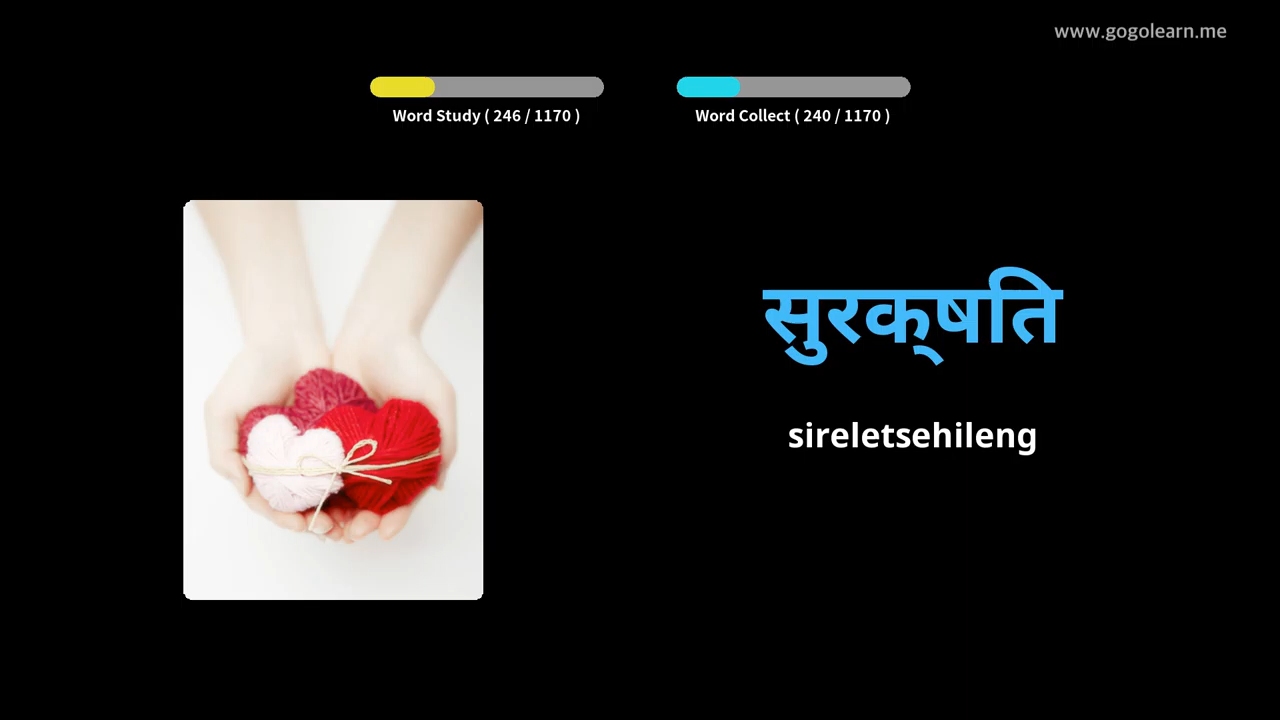 www.gogolearn.me
Word Study ( 246 / 1170 )
Word Collect ( 240 / 1170 )
सुरक्‌षति
sireletsehileng